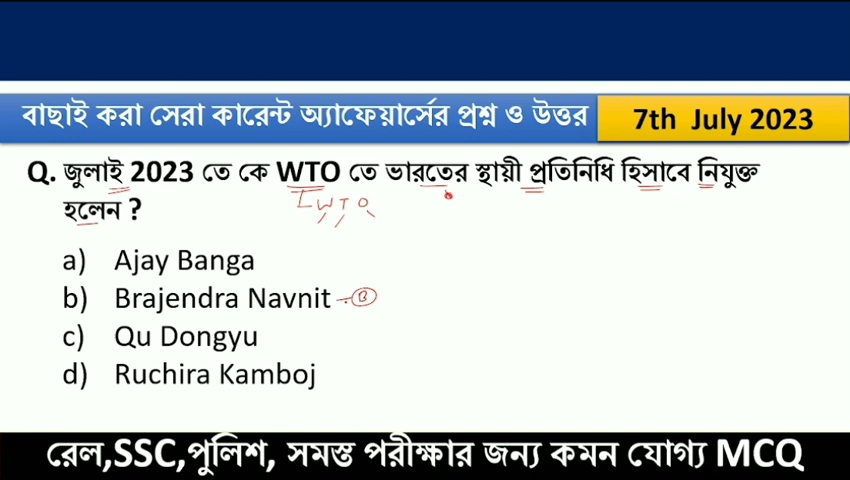 বাছাই করা সেরা কারেন্ট অ্যাফেয়ার্সের প্রশ্ন ও উত্তর
7th July 2023
Q. জুলাই 2023 তে কে WTO তে ভারতের স্থায়ী প্রতিনিধি হিসাবে নিযুক্ত
হলেন ?
IWTO
a) Ajay Banga
b) Brajendra Navnit B
c) Qu Dongyu
d) Ruchira Kamboj
রেল,SSC,পুলিশ, সমস্ত পরীক্ষার জন্য কমন যোগ্য MCQ